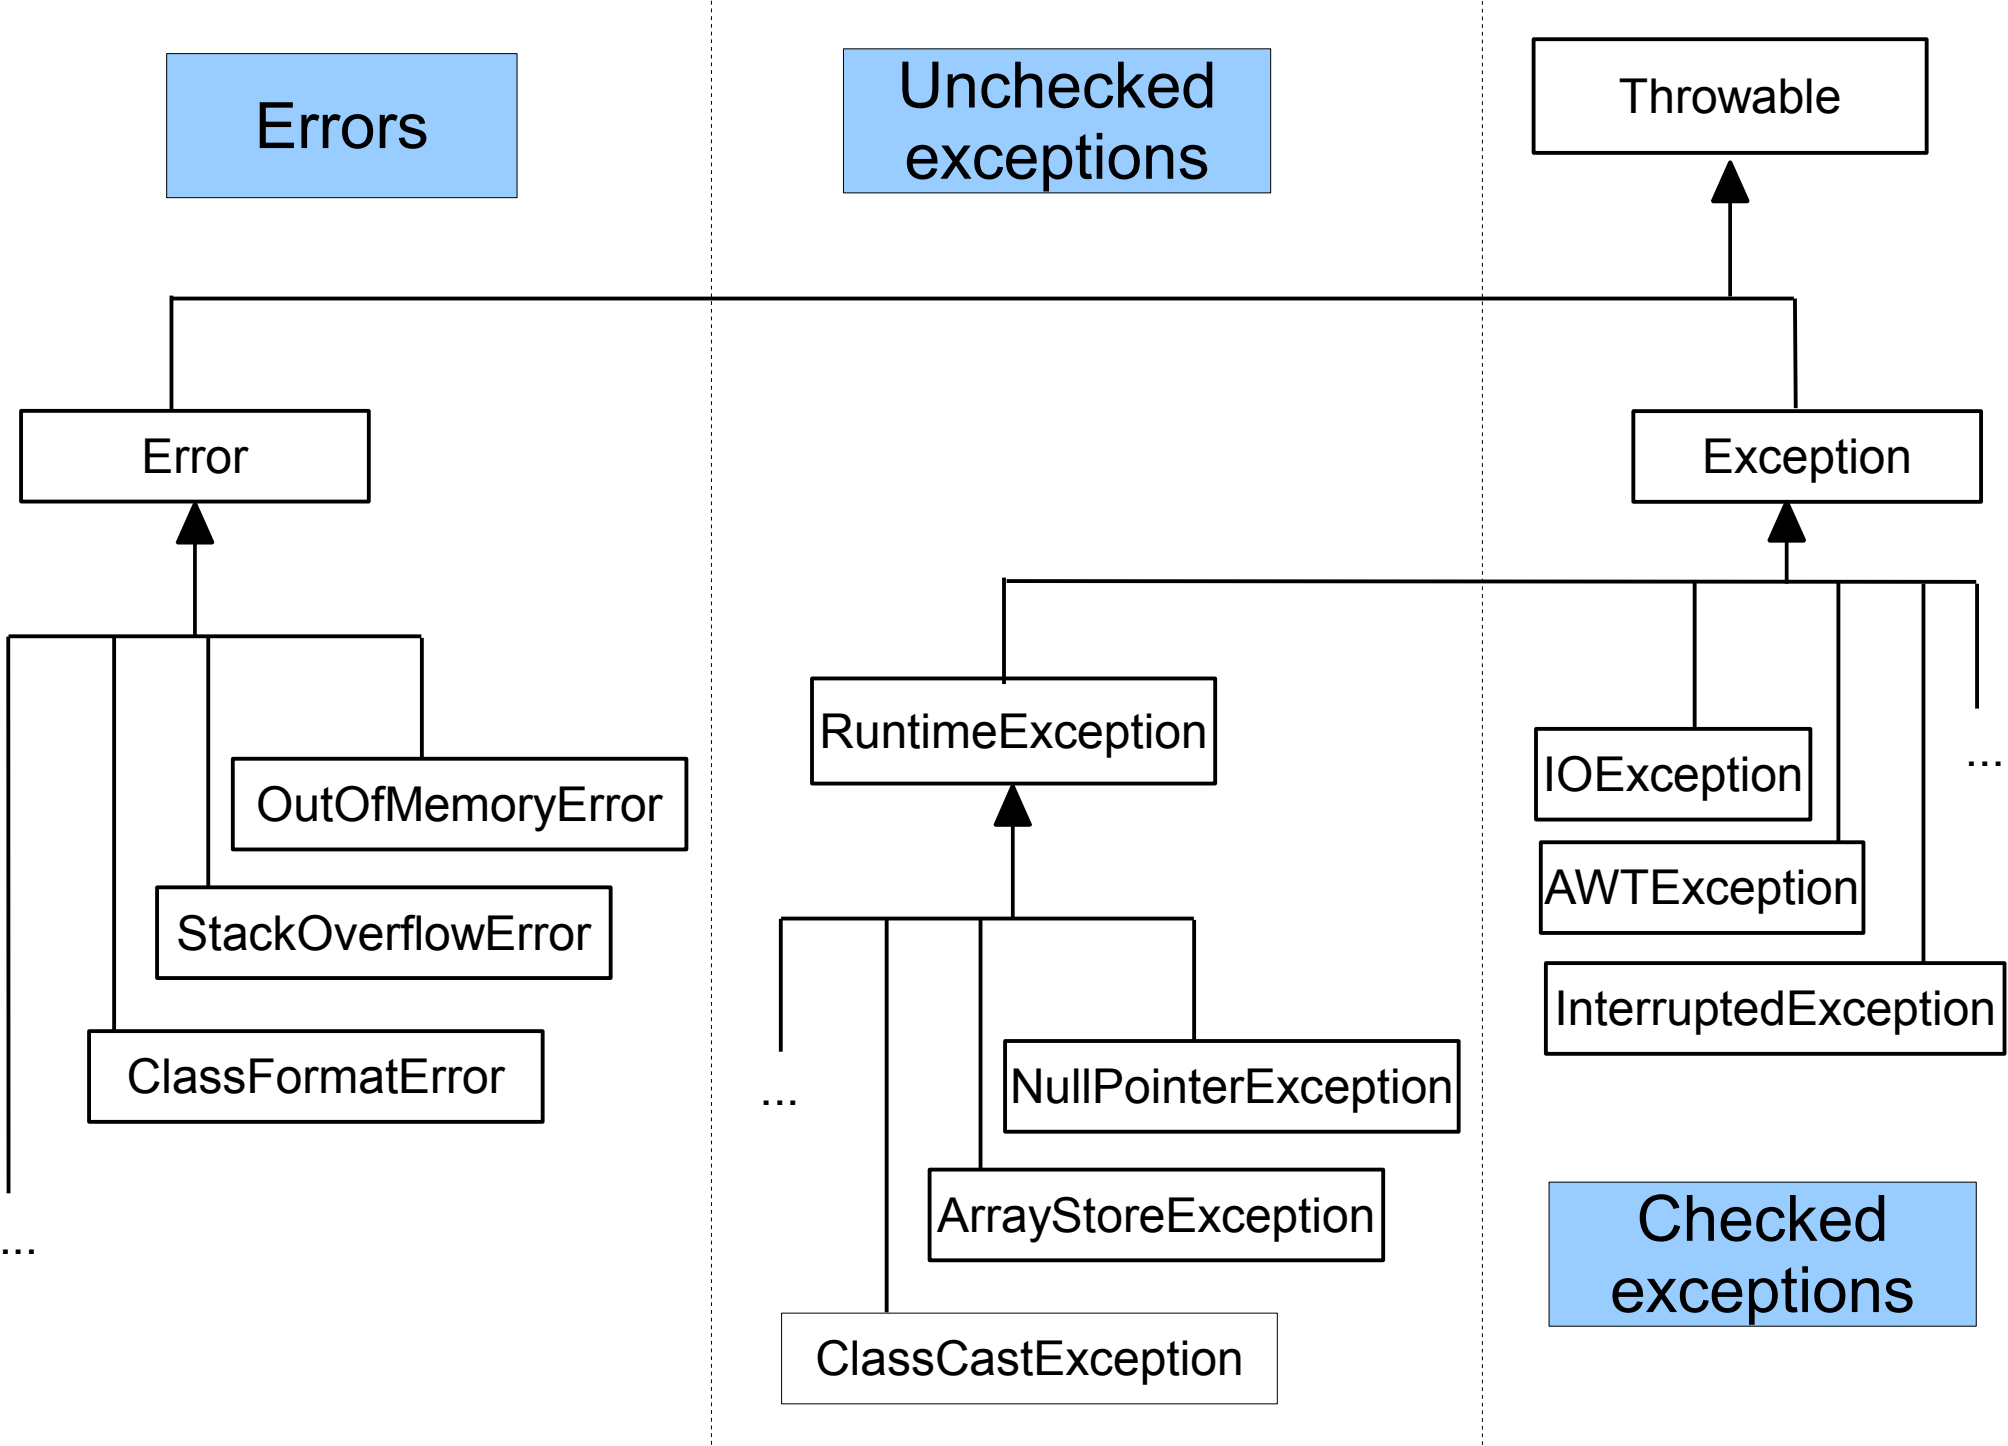 Errors
Unchecked
exceptions
Throwable
Error
Exception
RuntimeException
IOException
...
OutOfMemoryError
AWTException
StackOverflowError
InterruptedException
ClassFormatError
...
NullPointerException
ArrayStoreException
...
Checked
exceptions
ClassCastException